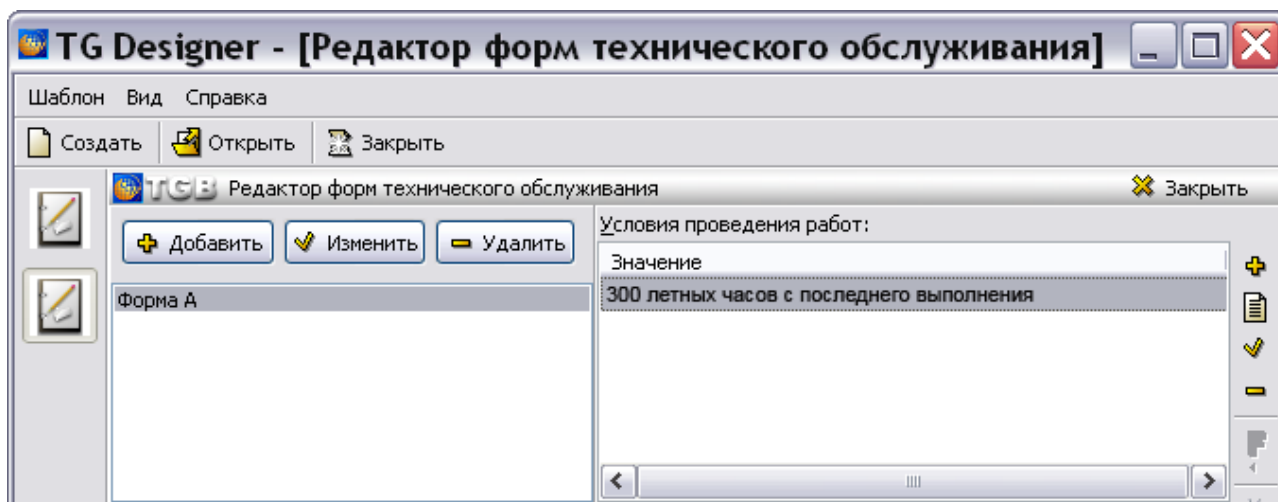 TG Designer - [Редактор форм технического обслуживания]
Шаблон Вид Справка
Создать Открыть Закрыть
TGB Редактор форм технического обслуживания Закрыть
Добавить Изменить Удалить
Условия проведения работ:
Значение
Форма А
300 летных часов с последнего выполнения